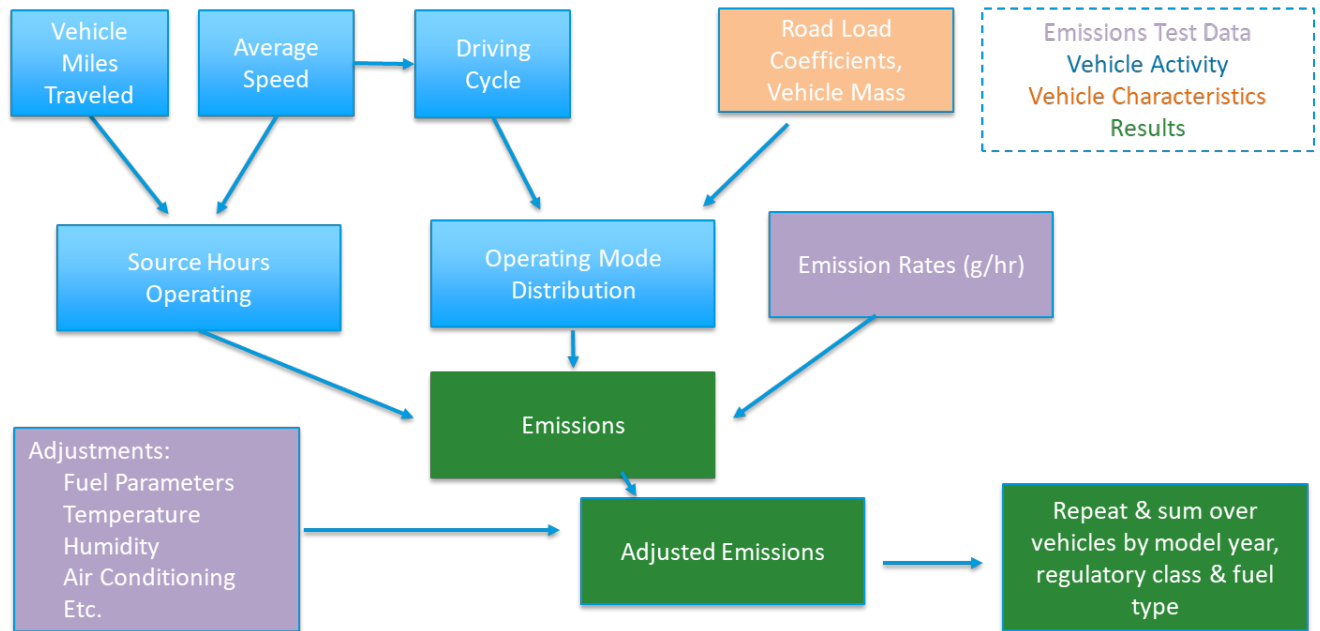 Vehicle
Miles
Traveled
Average
Speed
Driving
Cycle
Road Load
Coefficients,
Vehicle Mass
Emissions Test Data
Vehicle Activity
Vehicle Characteristics
Results
Source Hours
Operating
Operating Mode
Distribution
Emission Rates (g/hr)
Emissions
Adjustments:
Fuel Parameters
Temperature
Humidity
Air Conditioning
Etc.
Adjusted Emissions
Repeat & sum over
vehicles by model year,
regulatory class & fuel
type